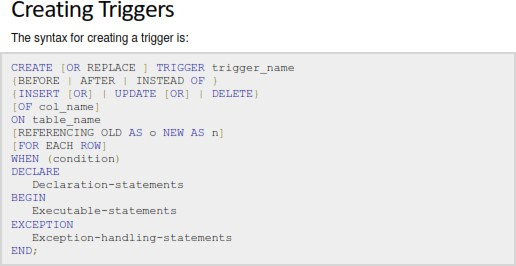 Creating Triggers
The syntax for creating a trigger is:
CREATE [OR REPLACE ] TRIGGER trigger_name
{BEFORE | AFTER | INSTEAD OF }
{INSERT [OR] | UPDATE [OR] | DELETE}
[OF col_name]
ON table_name
[REFERENCING OLD AS o NEW AS n]
[FOR EACH ROW]
WHEN (condition)
DECLARE
Declaration-statements
BEGIN
Executable-statements
EXCEPTION
Exception-handling-statements
END;